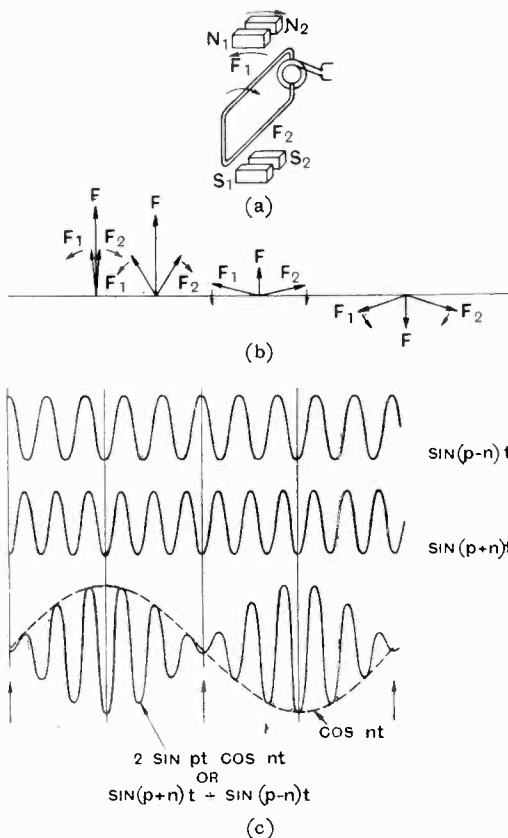 N₁ N₂
F₁
F₂
S₁ S₂
(a)
F F
F₁ F₂
F₁ F₂
F₁ F F₂
F₁ F F₂
(b)
SIN(p-n)t
SIN(p+n)t
COS nt
2 SIN pt COS nt
OR
SIN(p+n)t + SIN(p-n)t
(c)